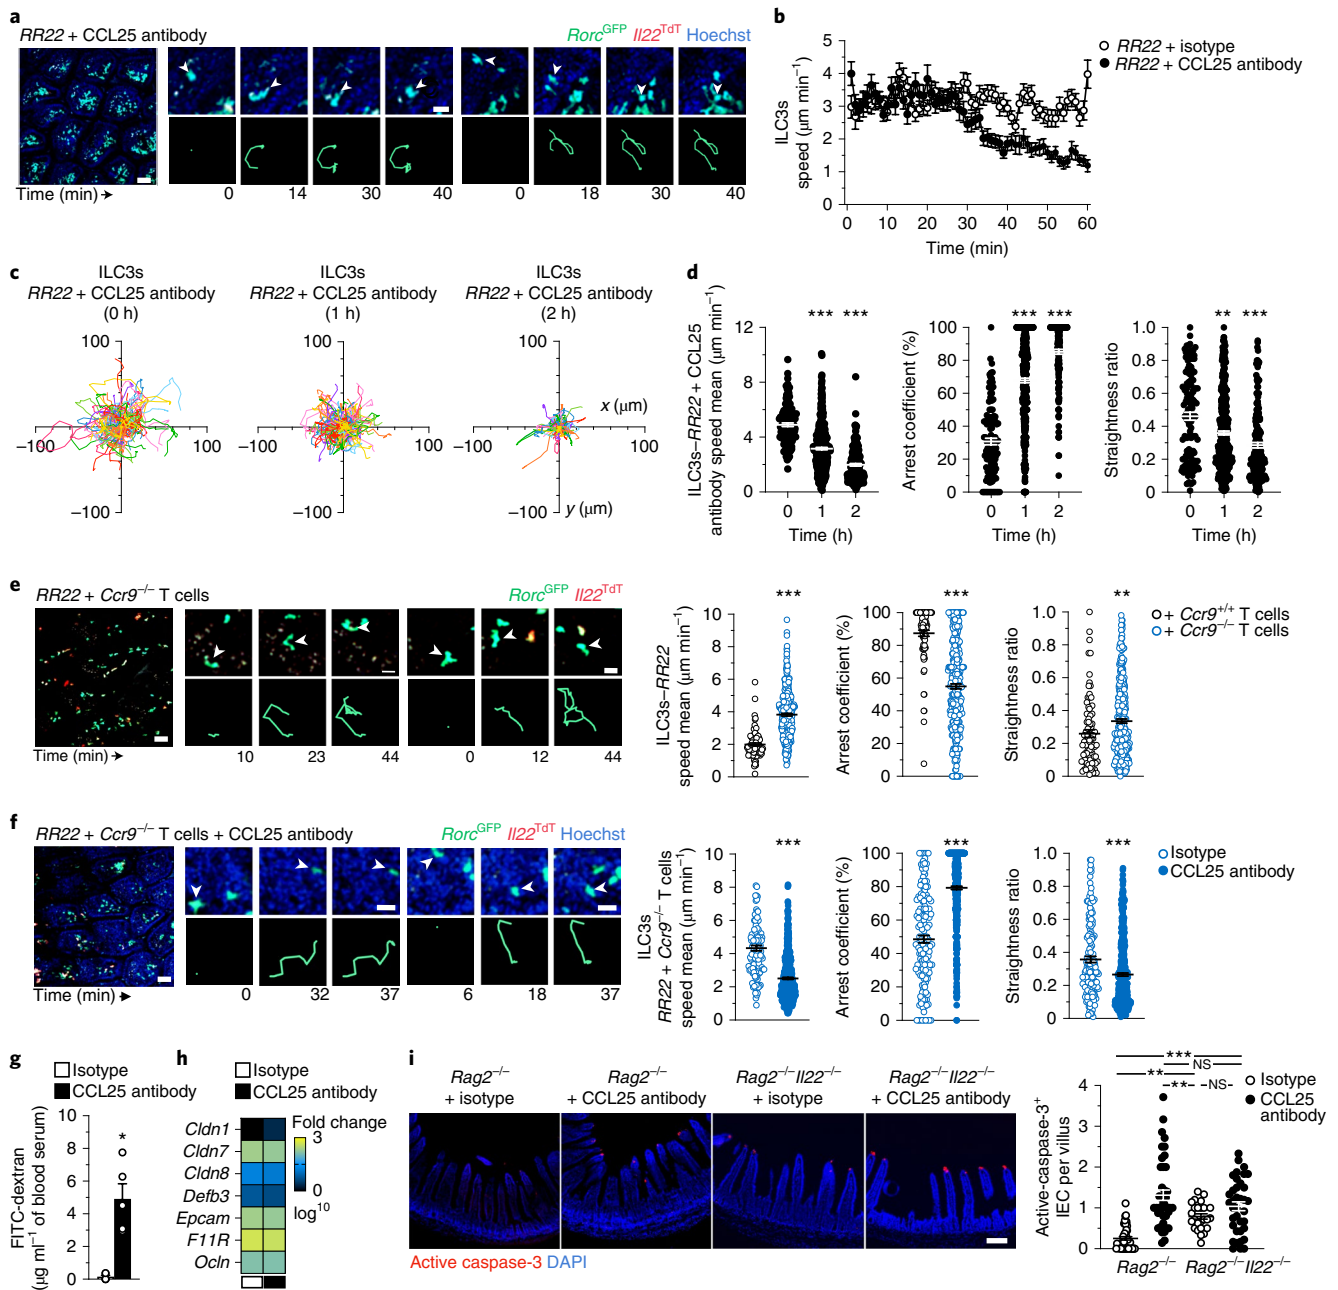 a
RR22 + CCL25 antibody
Rorc^GFP Il22^TdT Hoechst
Time (min)
0 14 30 40 0 18 30 40
b
RR22 + isotype
RR22 + CCL25 antibody
ILC3s
speed (μm min⁻¹)
5
4
3
2
1
0
0 10 20 30 40 50 60
Time (min)
c
ILC3s
RR22 + CCL25 antibody
(0 h)
ILC3s
RR22 + CCL25 antibody
(1 h)
ILC3s
RR22 + CCL25 antibody
(2 h)
100 100 100
x (μm)
−100 100 −100 100 −100 100
−100 −100 −100
y (μm)
d
ILC3s–RR22 + CCL25
antibody speed mean (μm min⁻¹)
12
8
4
0
*** ***
0 1 2
Time (h)
Arrest coefficient (%)
100
80
60
40
20
0
*** ***
0 1 2
Time (h)
Straightness ratio
1.0
0.8
0.6
0.4
0.2
0
** ***
0 1 2
Time (h)
e
RR22 + Ccr9⁻/⁻ T cells
Rorc^GFP Il22^TdT
Time (min)
10 23 44 0 12 44
ILC3s–RR22
speed mean (μm min⁻¹)
10
8
6
4
2
0
***
Arrest coefficient (%)
100
80
60
40
20
0
***
Straightness ratio
1.0
0.8
0.6
0.4
0.2
0
**
+ Ccr9⁺/⁺ T cells
+ Ccr9⁻/⁻ T cells
f
RR22 + Ccr9⁻/⁻ T cells + CCL25 antibody
Rorc^GFP Il22^TdT Hoechst
Time (min)
0 32 37 6 18 37
ILC3s
RR22 + Ccr9⁻/⁻ T cells
speed mean (μm min⁻¹)
10
8
6
4
2
0
***
Arrest coefficient (%)
100
80
60
40
20
0
***
Straightness ratio
1.0
0.8
0.6
0.4
0.2
0
***
Isotype
CCL25 antibody
g
Isotype
CCL25 antibody
FITC-dextran
(μg ml⁻¹ of blood serum)
10
8
6
4
2
0
*
h
Isotype
CCL25 antibody
Cldn1
Cldn7
Cldn8
Defb3
Epcam
F11R
Ocln
Fold change
3
0
log¹⁰
i
Rag2⁻/⁻
+ isotype
Rag2⁻/⁻
+ CCL25 antibody
Rag2⁻/⁻Il22⁻/⁻
+ isotype
Rag2⁻/⁻Il22⁻/⁻
+ CCL25 antibody
Active caspase-3 DAPI
Active-caspase-3⁺
IEC per villus
4
3
2
1
0
***
NS
**
** NS
Isotype
CCL25
antibody
Rag2⁻/⁻ Rag2⁻/⁻Il22⁻/⁻